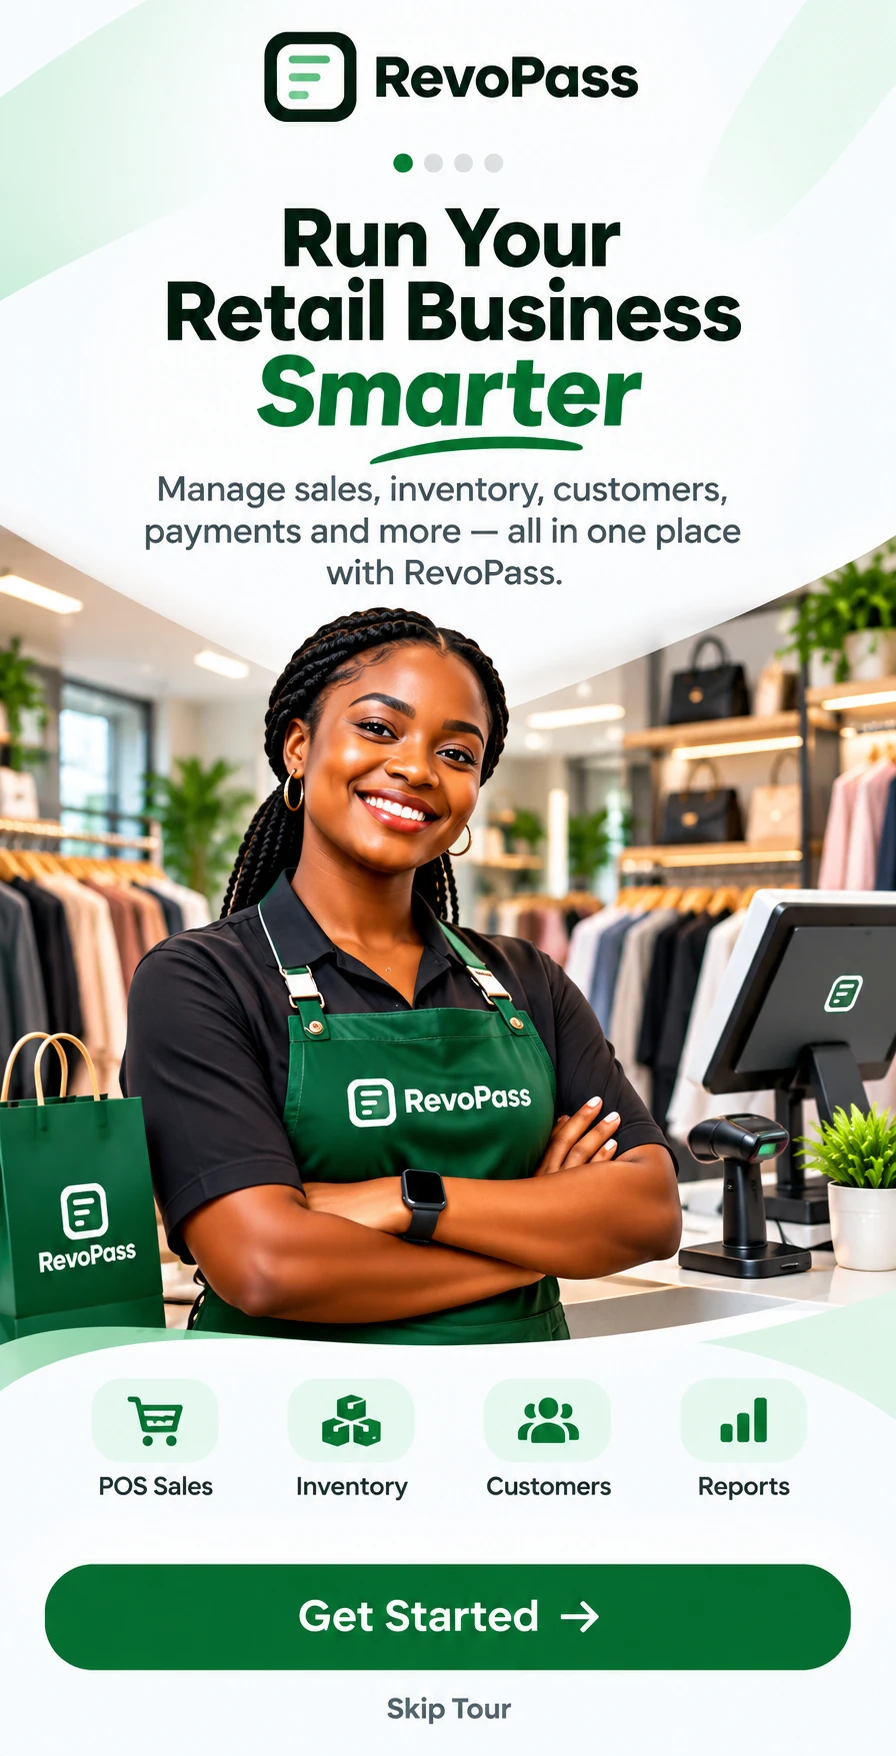 RevoPass
Run Your
Retail Business
Smarter
Manage sales, inventory, customers,
payments and more — all in one place
with RevoPass.
RevoPass
RevoPass
POS Sales
Inventory
Customers
Reports
Get Started →
Skip Tour